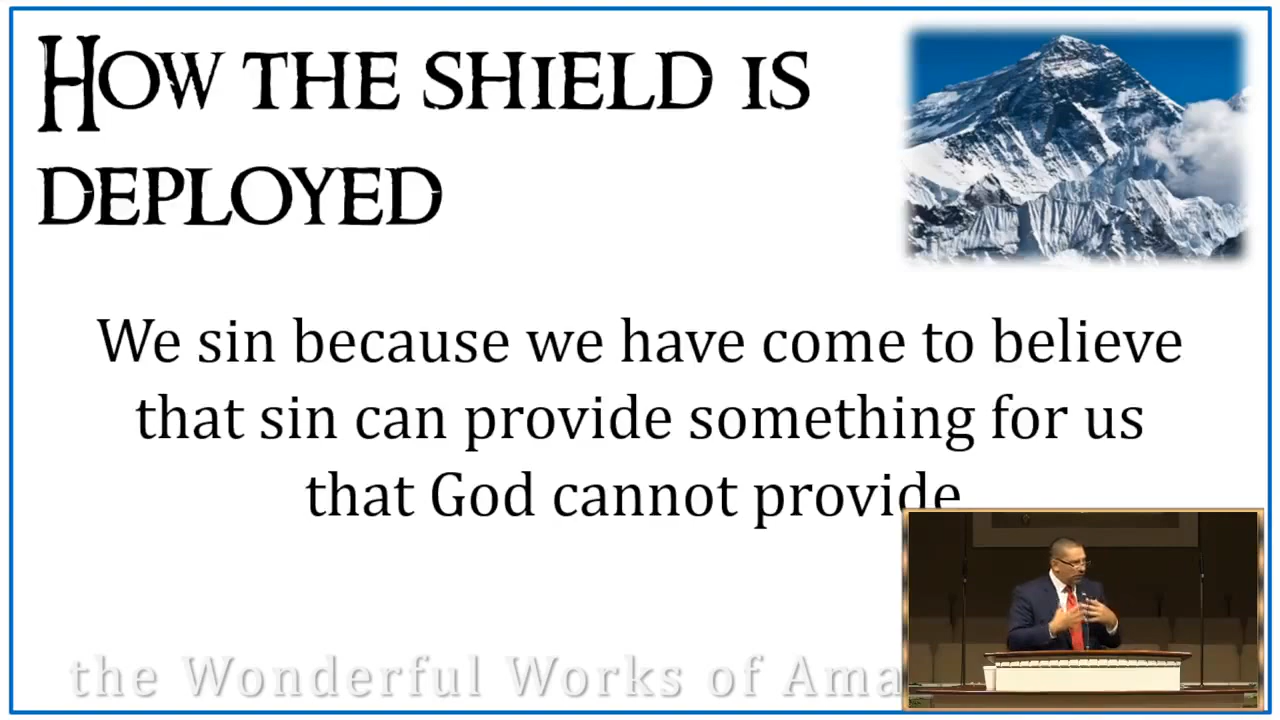 How the shield is
deployed
We sin because we have come to believe
that sin can provide something for us
that God cannot provide
the Wonderful Works of